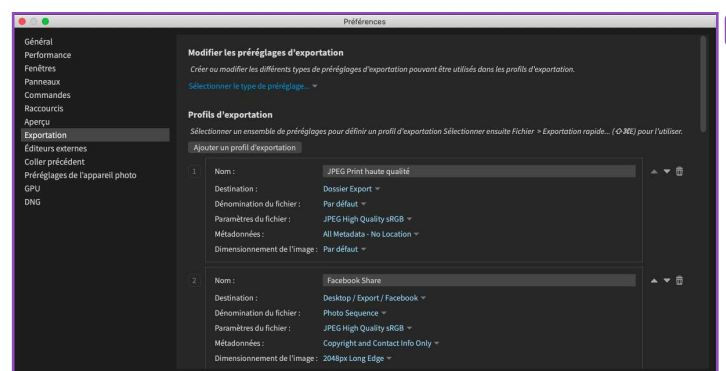 Préférences
Général
Performance
Fenêtres
Panneaux
Commandes
Raccourcis
Aperçu
Exportation
Éditeurs externes
Coller précédent
Préréglages de l'appareil photo
GPU
DNG
Modifier les préréglages d'exportation
Créer ou modifier les différents types de préréglages d'exportation pouvant être utilisés dans les profils d'exportation.
Sélectionner le type de préréglage...
Profils d'exportation
Sélectionner un ensemble de préréglages pour définir un profil d'exportation Sélectionner ensuite Fichier > Exportation rapide... (⇧⌘E) pour l'utiliser.
Ajouter un profil d'exportation
1 Nom : JPEG Print haute qualité
Destination : Dossier Export
Dénomination du fichier : Par défaut
Paramètres du fichier : JPEG High Quality sRGB
Métadonnées : All Metadata - No Location
Dimensionnement de l'image : Par défaut
2 Nom : Facebook Share
Destination : Desktop / Export / Facebook
Dénomination du fichier : Photo Sequence
Paramètres du fichier : JPEG High Quality sRGB
Métadonnées : Copyright and Contact Info Only
Dimensionnement de l'image : 2048px Long Edge